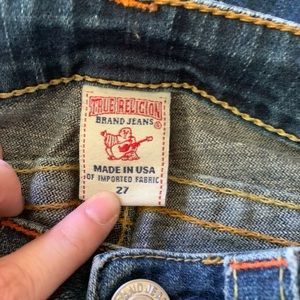 TRUE RELIGION
BRAND JEANS®
MADE IN USA
OF IMPORTED FABRIC
27